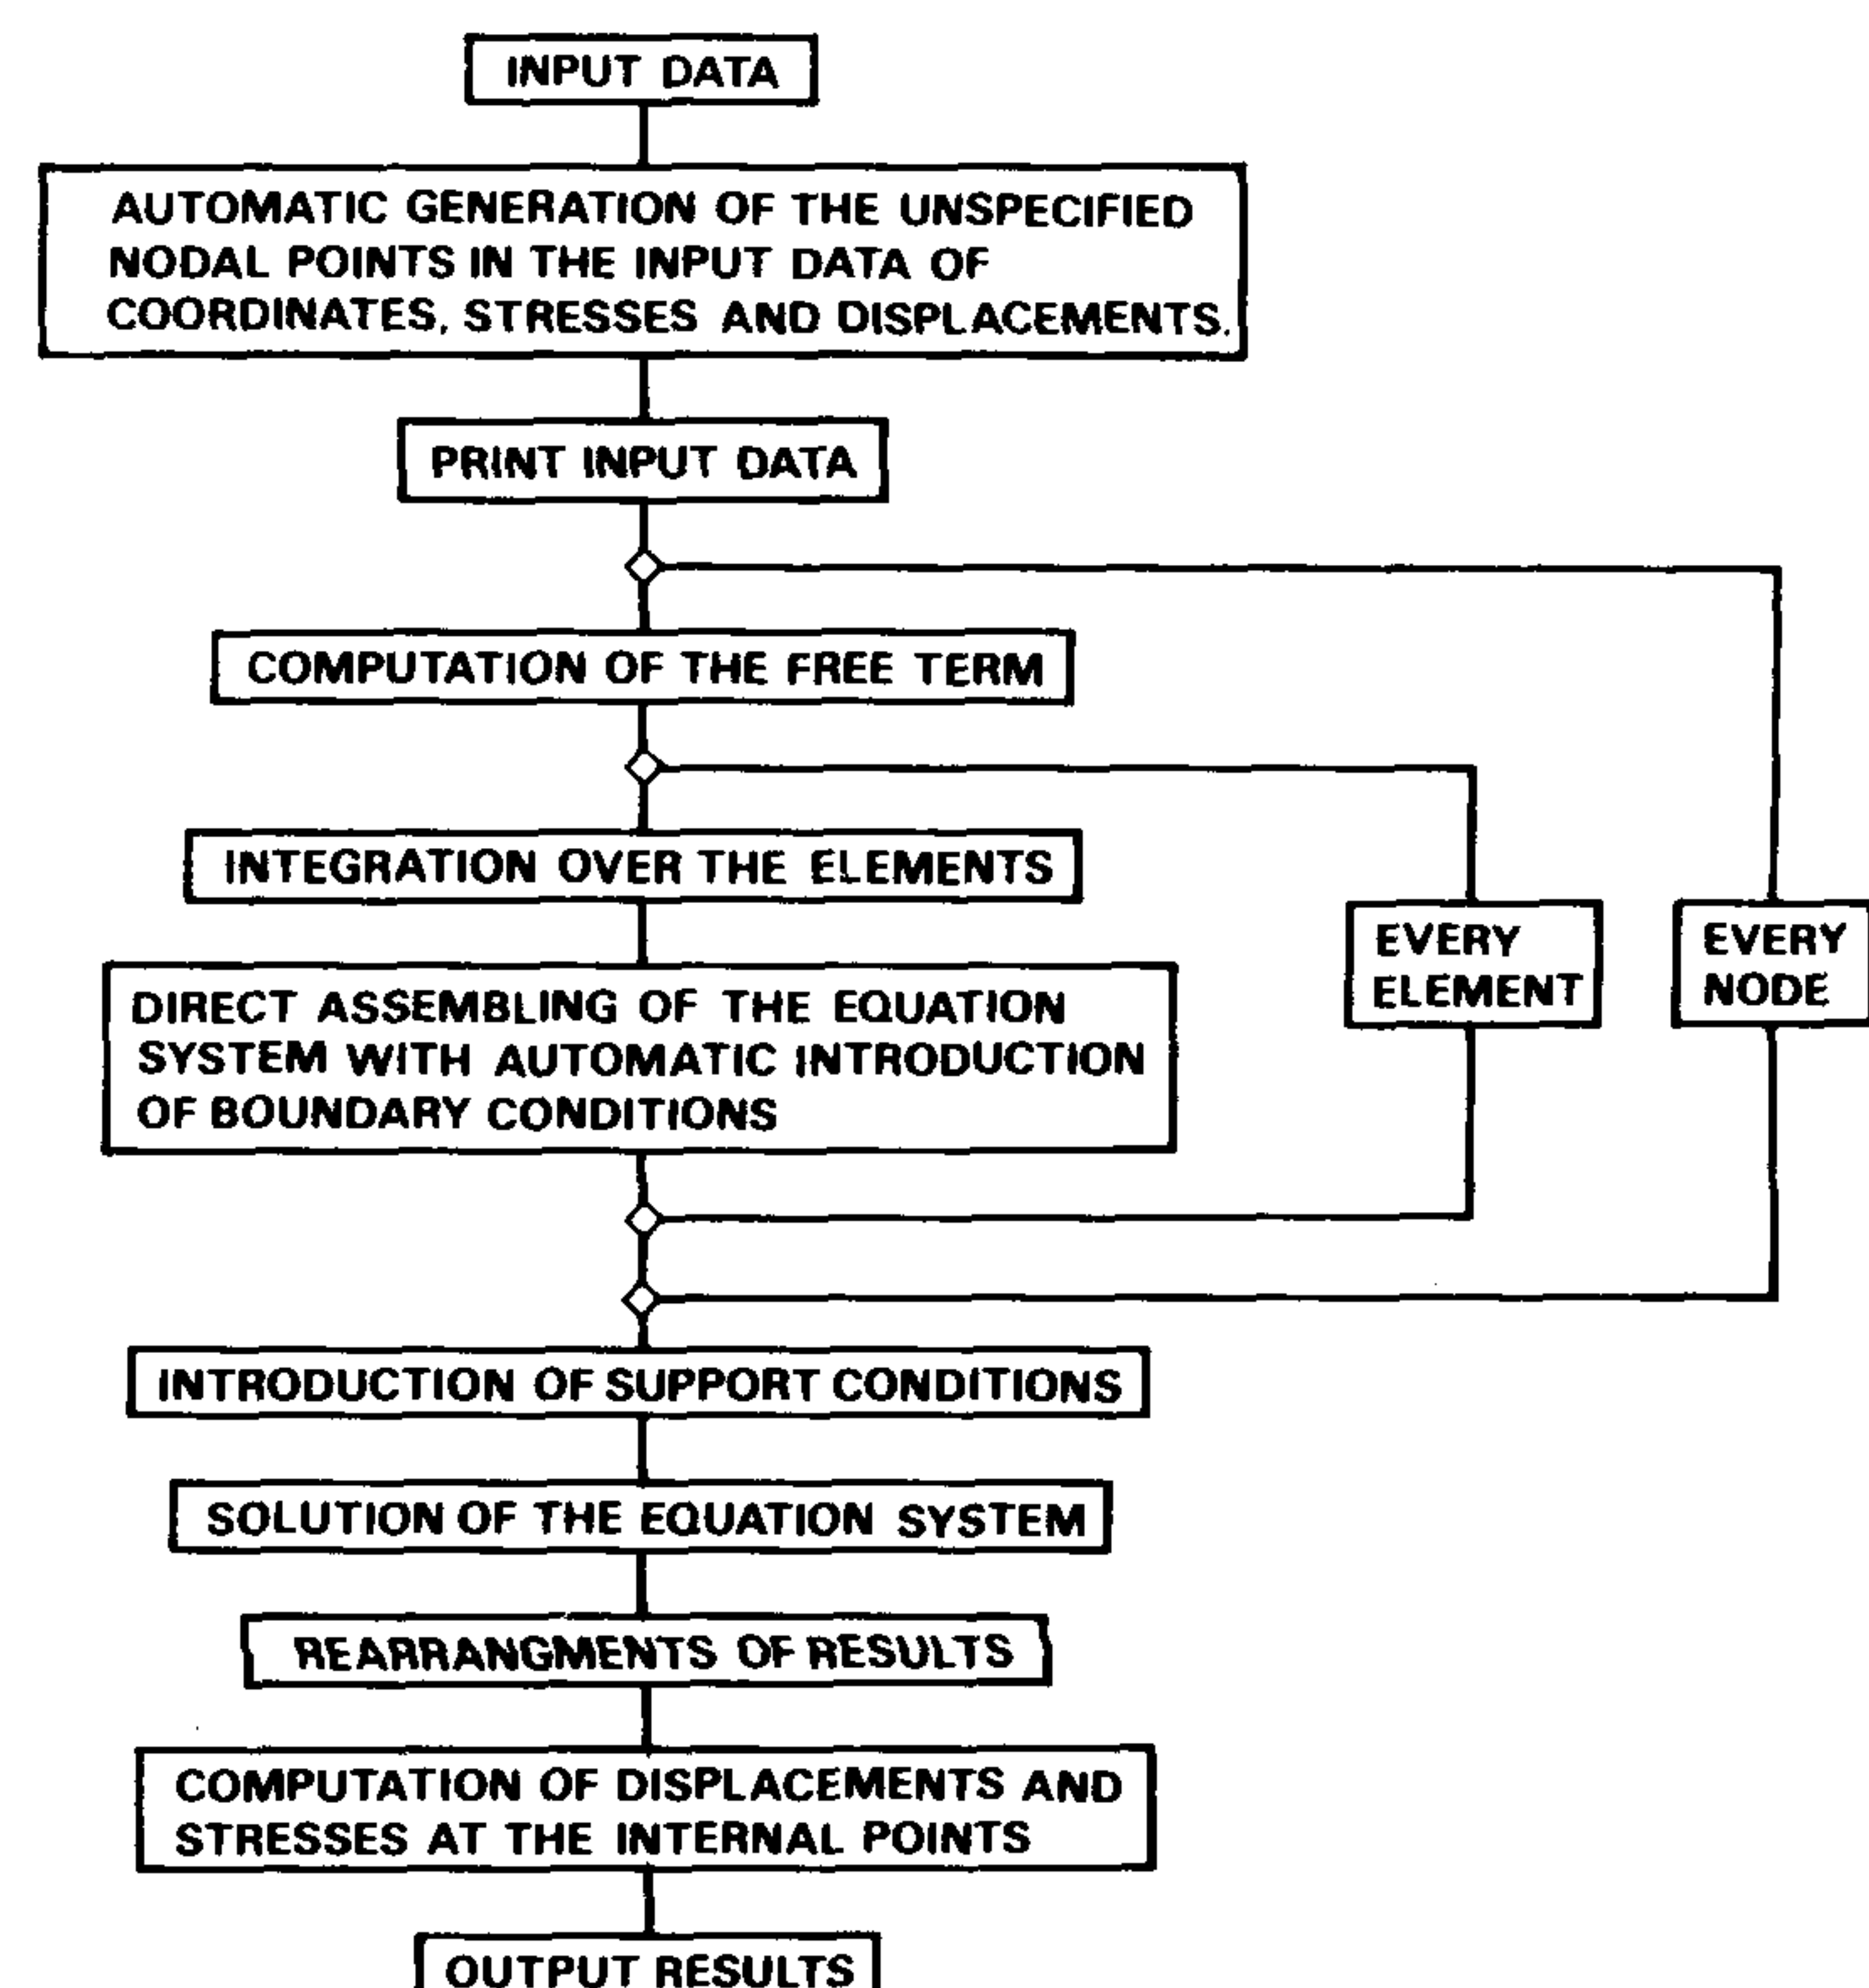 INPUT DATA
AUTOMATIC GENERATION OF THE UNSPECIFIED
NODAL POINTS IN THE INPUT DATA OF
COORDINATES, STRESSES AND DISPLACEMENTS.
PRINT INPUT DATA
COMPUTATION OF THE FREE TERM
INTEGRATION OVER THE ELEMENTS
EVERY
ELEMENT
EVERY
NODE
DIRECT ASSEMBLING OF THE EQUATION
SYSTEM WITH AUTOMATIC INTRODUCTION
OF BOUNDARY CONDITIONS
INTRODUCTION OF SUPPORT CONDITIONS
SOLUTION OF THE EQUATION SYSTEM
REARRANGMENTS OF RESULTS
COMPUTATION OF DISPLACEMENTS AND
STRESSES AT THE INTERNAL POINTS
OUTPUT RESULTS